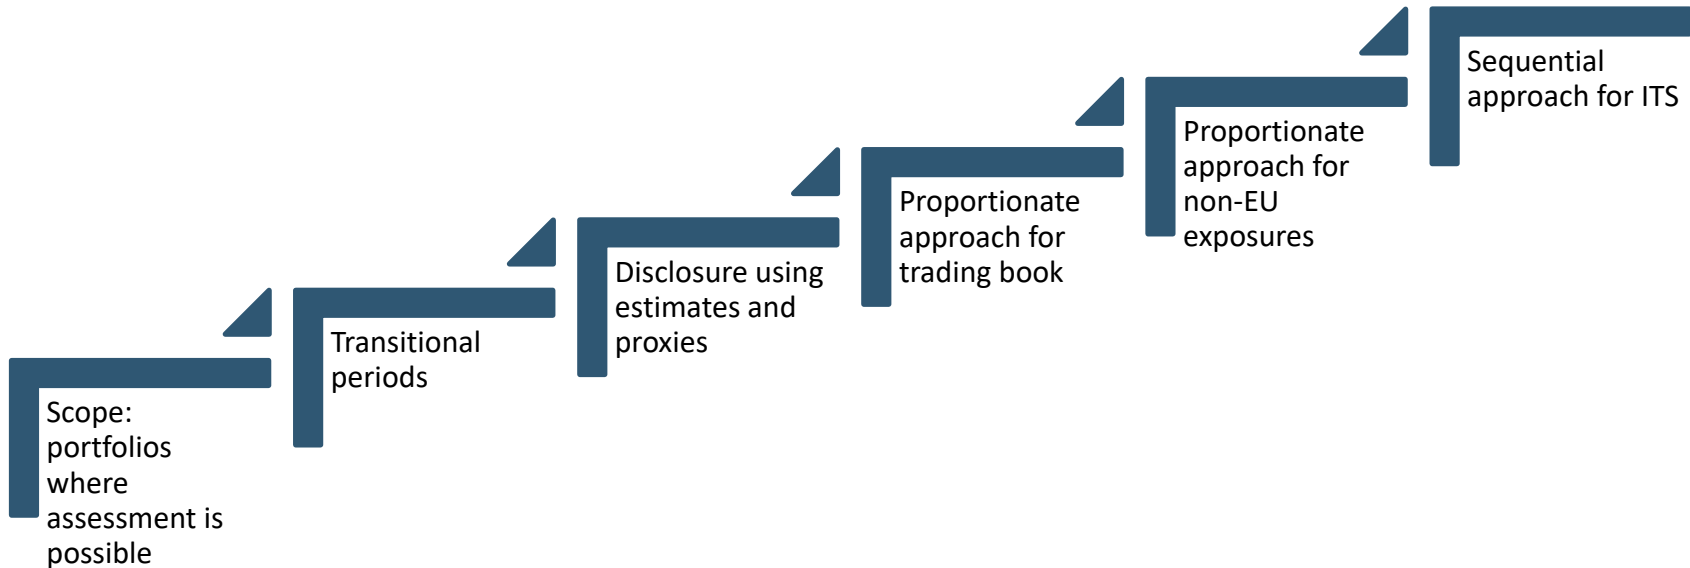 Scope:
portfolios
where
assessment is
possible
Transitional
periods
Disclosure using
estimates and
proxies
Proportionate
approach for
trading book
Proportionate
approach for
non-EU
exposures
Sequential
approach for ITS